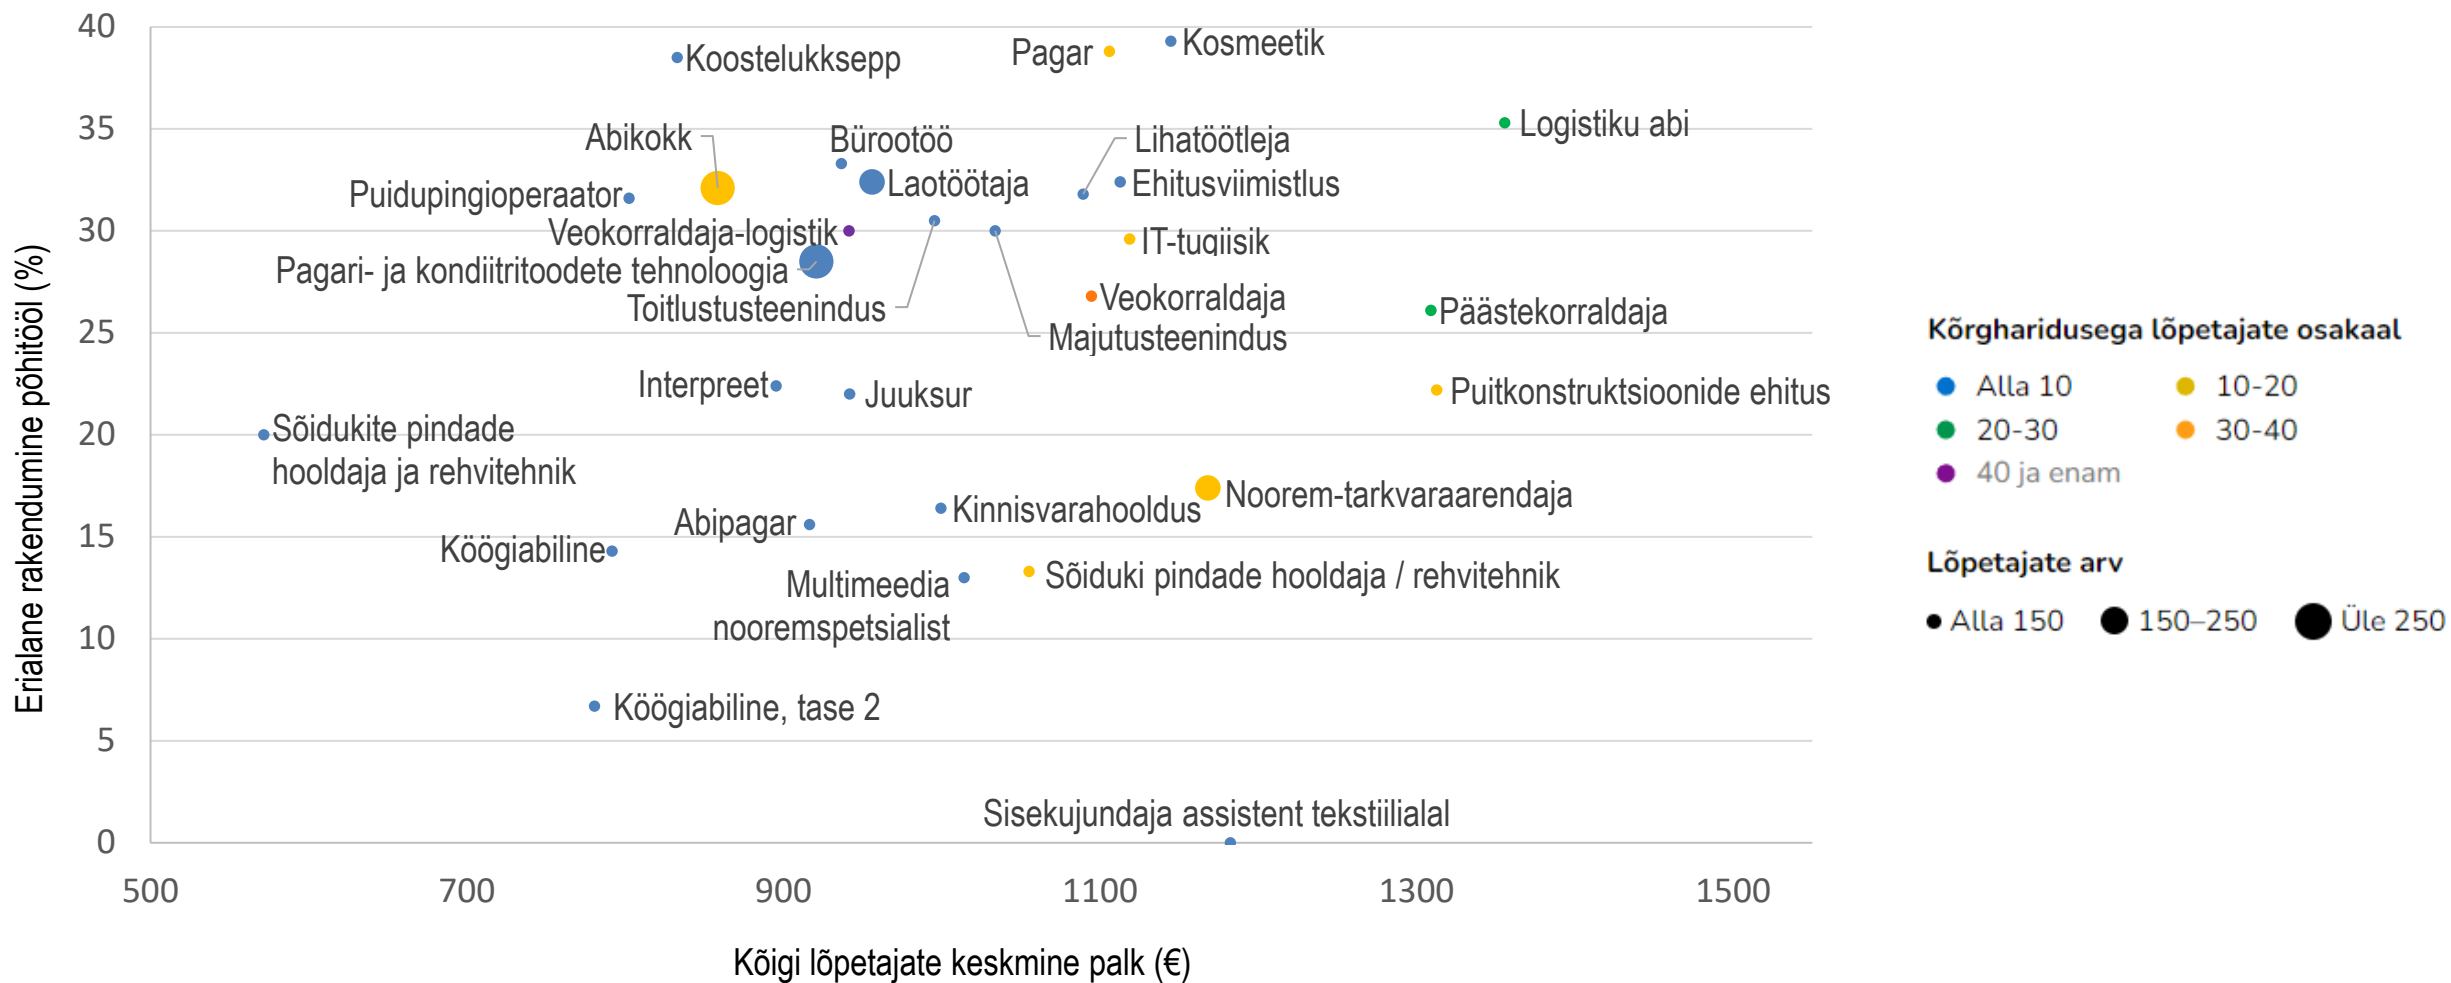 40
35
30
25
20
15
10
5
0
Erialane rakendumine põhitööl (%)
Koostelukksepp
Pagar
Kosmeetik
Abikokk
Bürootöö
Lihatöötleja
Logistiku abi
Puidupingioperaator
Laotöötaja
Ehitusviimistlus
Veokorraldaja-logistik
IT-tugiisik
Pagari- ja kondiitritoodete tehnoloogia
Toitlustusteenindus
Veokorraldaja
Päästekorraldaja
Majutusteenindus
Interpreet
Juuksur
Puitkonstruktsioonide ehitus
Sõidukite pindade
hooldaja ja rehvitehnik
Noorem-tarkvaraarendaja
Kinnisvarahooldus
Abipagar
Köögiabiline
Multimeedia
nooremspetsialist
Sõiduki pindade hooldaja / rehvitehnik
Köögiabiline, tase 2
Sisekujundaja assistent tekstiilialal
500 700 900 1100 1300 1500
Kõigi lõpetajate keskmine palk (€)
Kõrgharidusega lõpetajate osakaal
Alla 10 10-20
20-30 30-40
40 ja enam
Lõpetajate arv
Alla 150 150–250 Üle 250